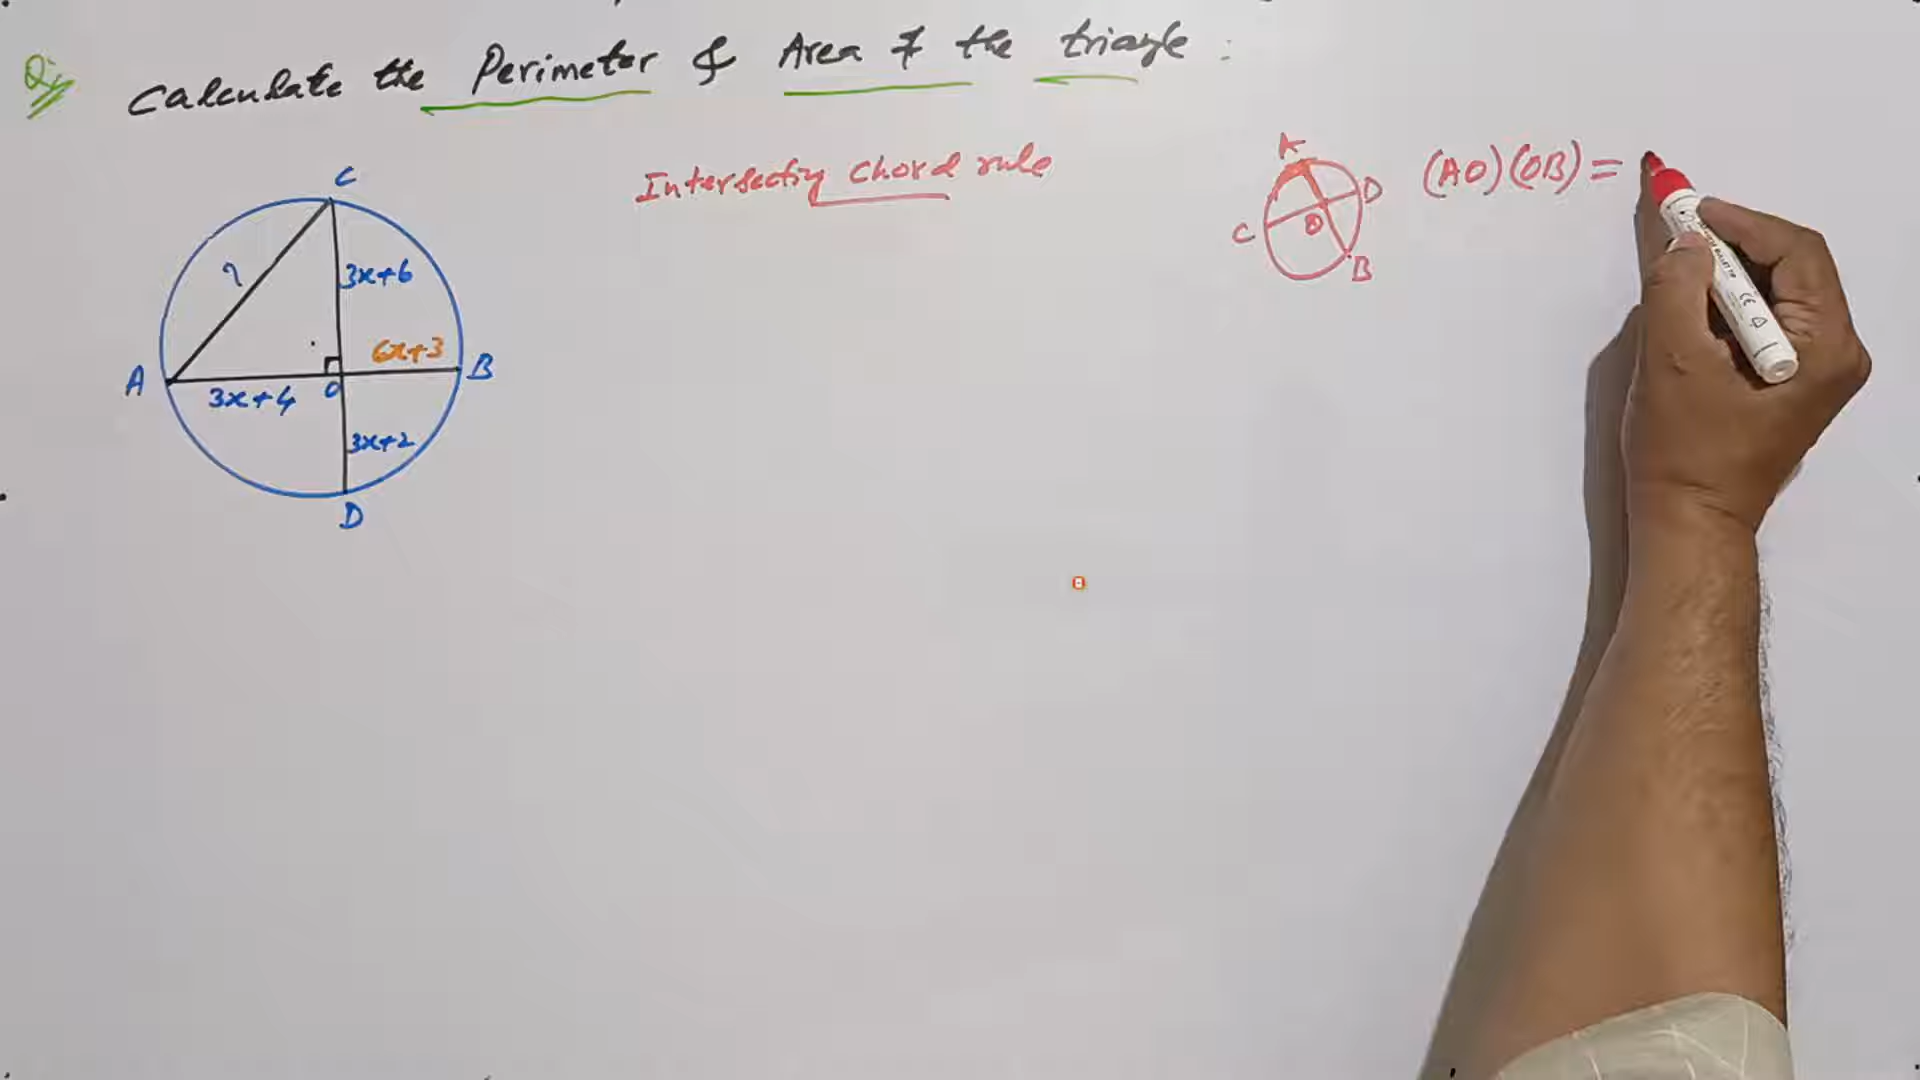 Q
Calculate the Perimeter & Area of the triangle :
Intersecting Chord rule
A
D
C
O
B
(AO)(OB) =
C
?
3x+6
6x+3
A
B
3x+4
O
3x+2
D